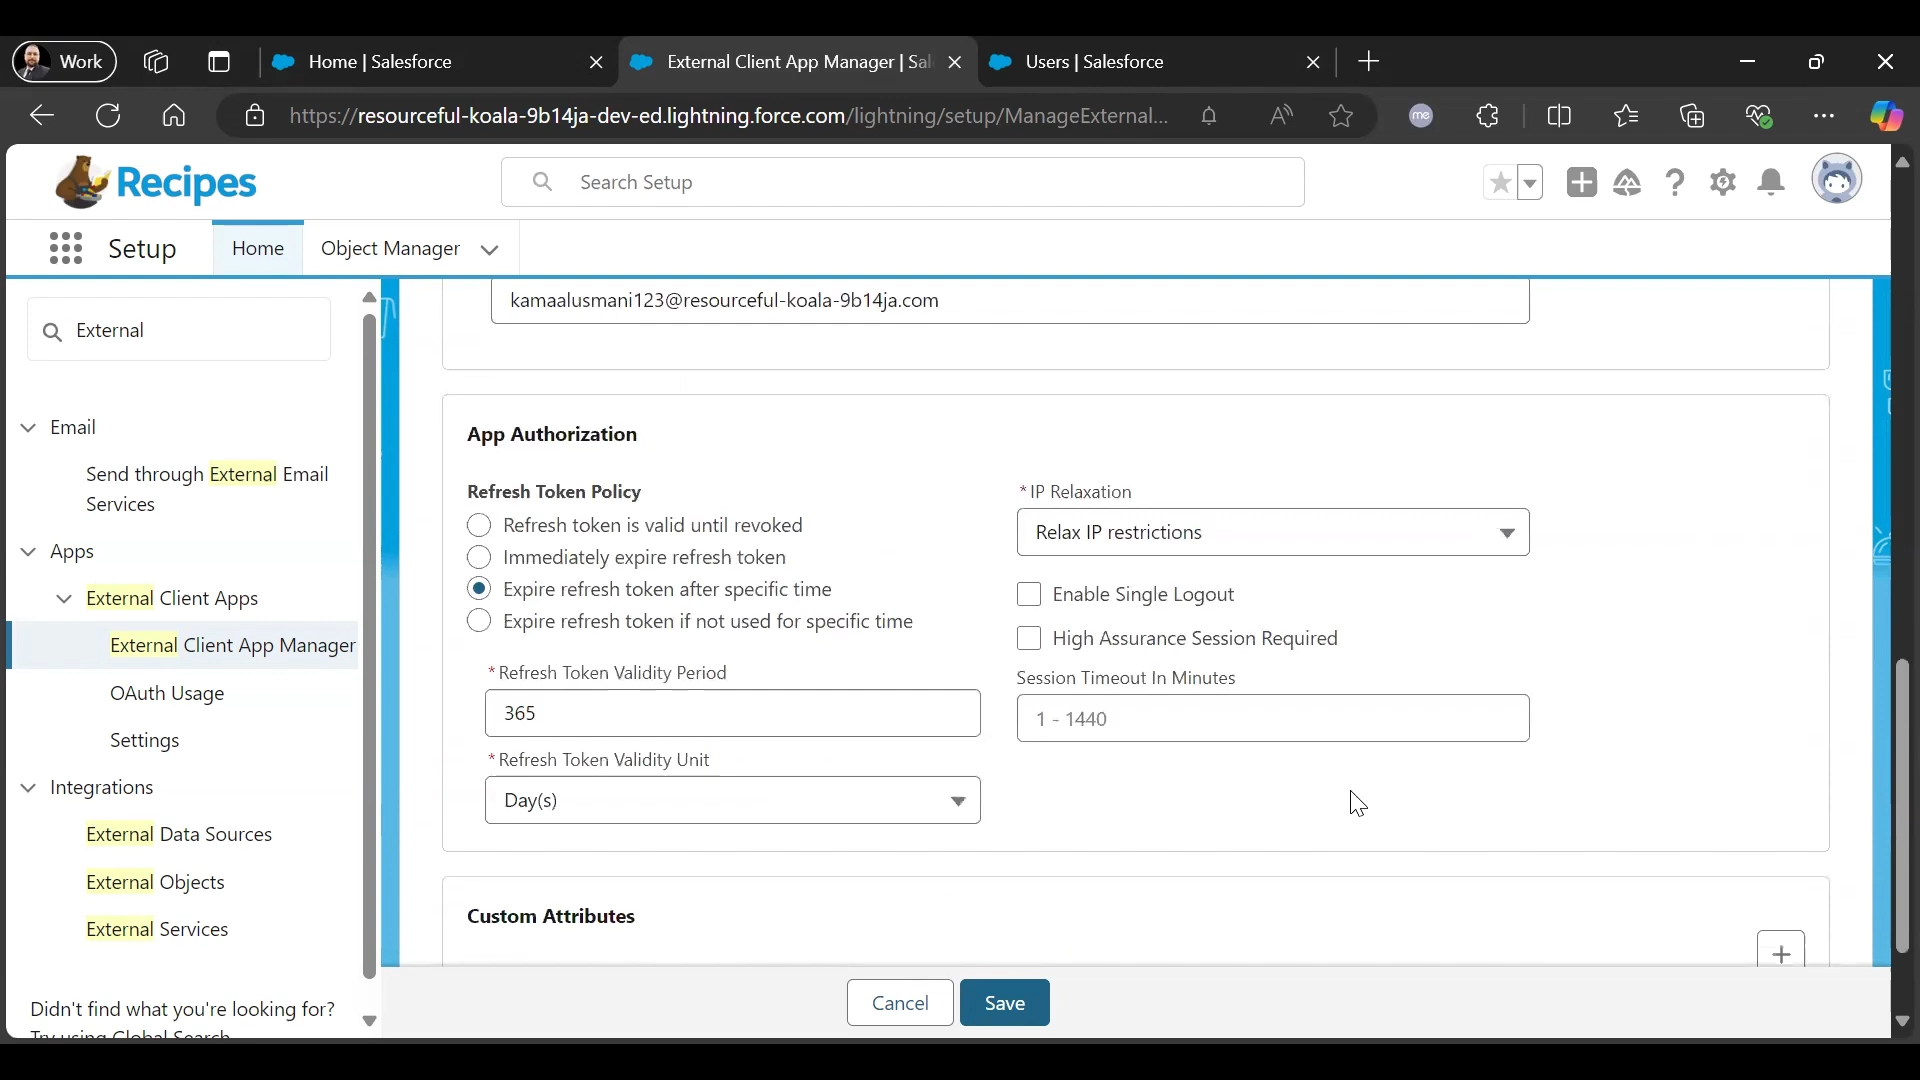 Work
Home | Salesforce
External Client App Manager | Sal
Users | Salesforce
https://resourceful-koala-9b14ja-dev-ed.lightning.force.com/lightning/setup/ManageExternal...
me
Recipes
Search Setup
Setup
Home
Object Manager
External
Email
Send through External Email
Services
Apps
External Client Apps
External Client App Manager
OAuth Usage
Settings
Integrations
External Data Sources
External Objects
External Services
Didn't find what you're looking for?
Try using Global Search
kamaalusmani123@resourceful-koala-9b14ja.com
App Authorization
Refresh Token Policy
Refresh token is valid until revoked
Immediately expire refresh token
Expire refresh token after specific time
Expire refresh token if not used for specific time
* Refresh Token Validity Period
365
* Refresh Token Validity Unit
Day(s)
* IP Relaxation
Relax IP restrictions
Enable Single Logout
High Assurance Session Required
Session Timeout In Minutes
1 - 1440
Custom Attributes
Cancel
Save